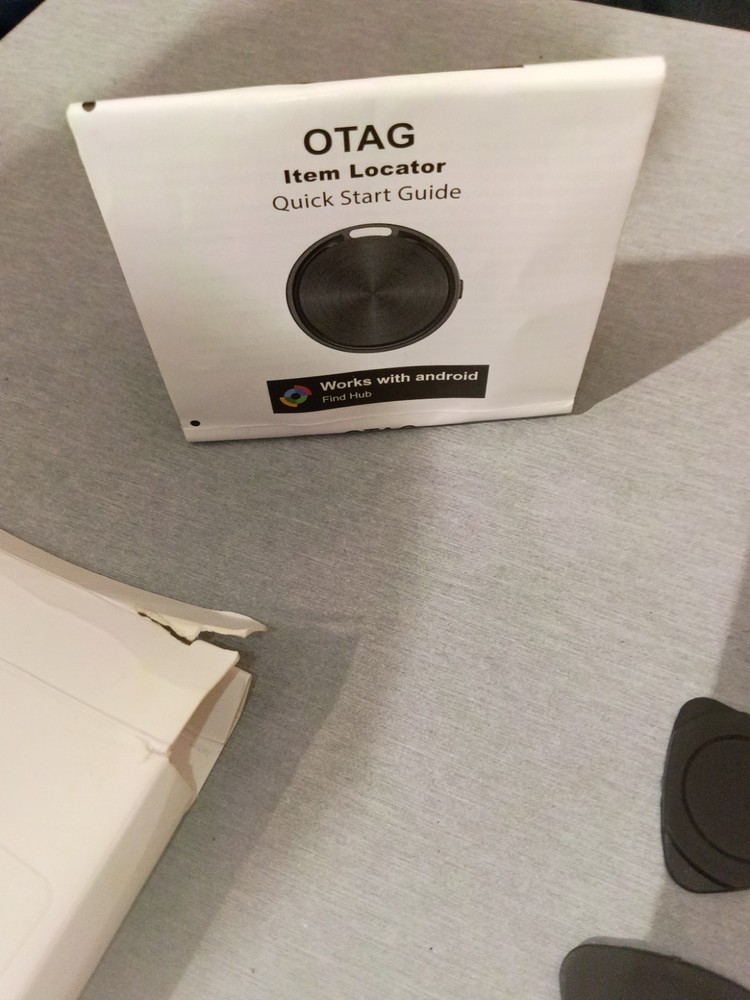 OTAG
Item Locator
Quick Start Guide
Works with android
Find Hub